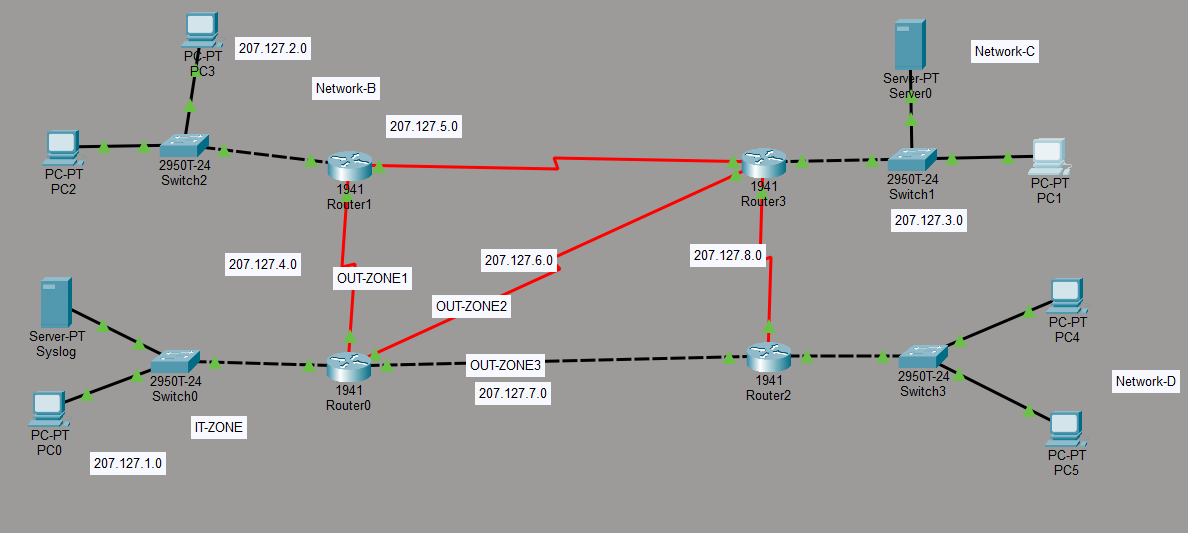 PC-PT
PC3
207.127.2.0
Network-B
207.127.5.0
PC-PT
PC2
2950T-24
Switch2
1941
Router1
Server-PT
Server0
Network-C
1941
Router3
2950T-24
Switch1
PC-PT
PC1
207.127.3.0
207.127.4.0
OUT-ZONE1
207.127.6.0
OUT-ZONE2
207.127.8.0
Server-PT
Syslog
2950T-24
Switch0
PC-PT
PC0
IT-ZONE
207.127.1.0
1941
Router0
OUT-ZONE3
207.127.7.0
1941
Router2
2950T-24
Switch3
PC-PT
PC4
Network-D
PC-PT
PC5